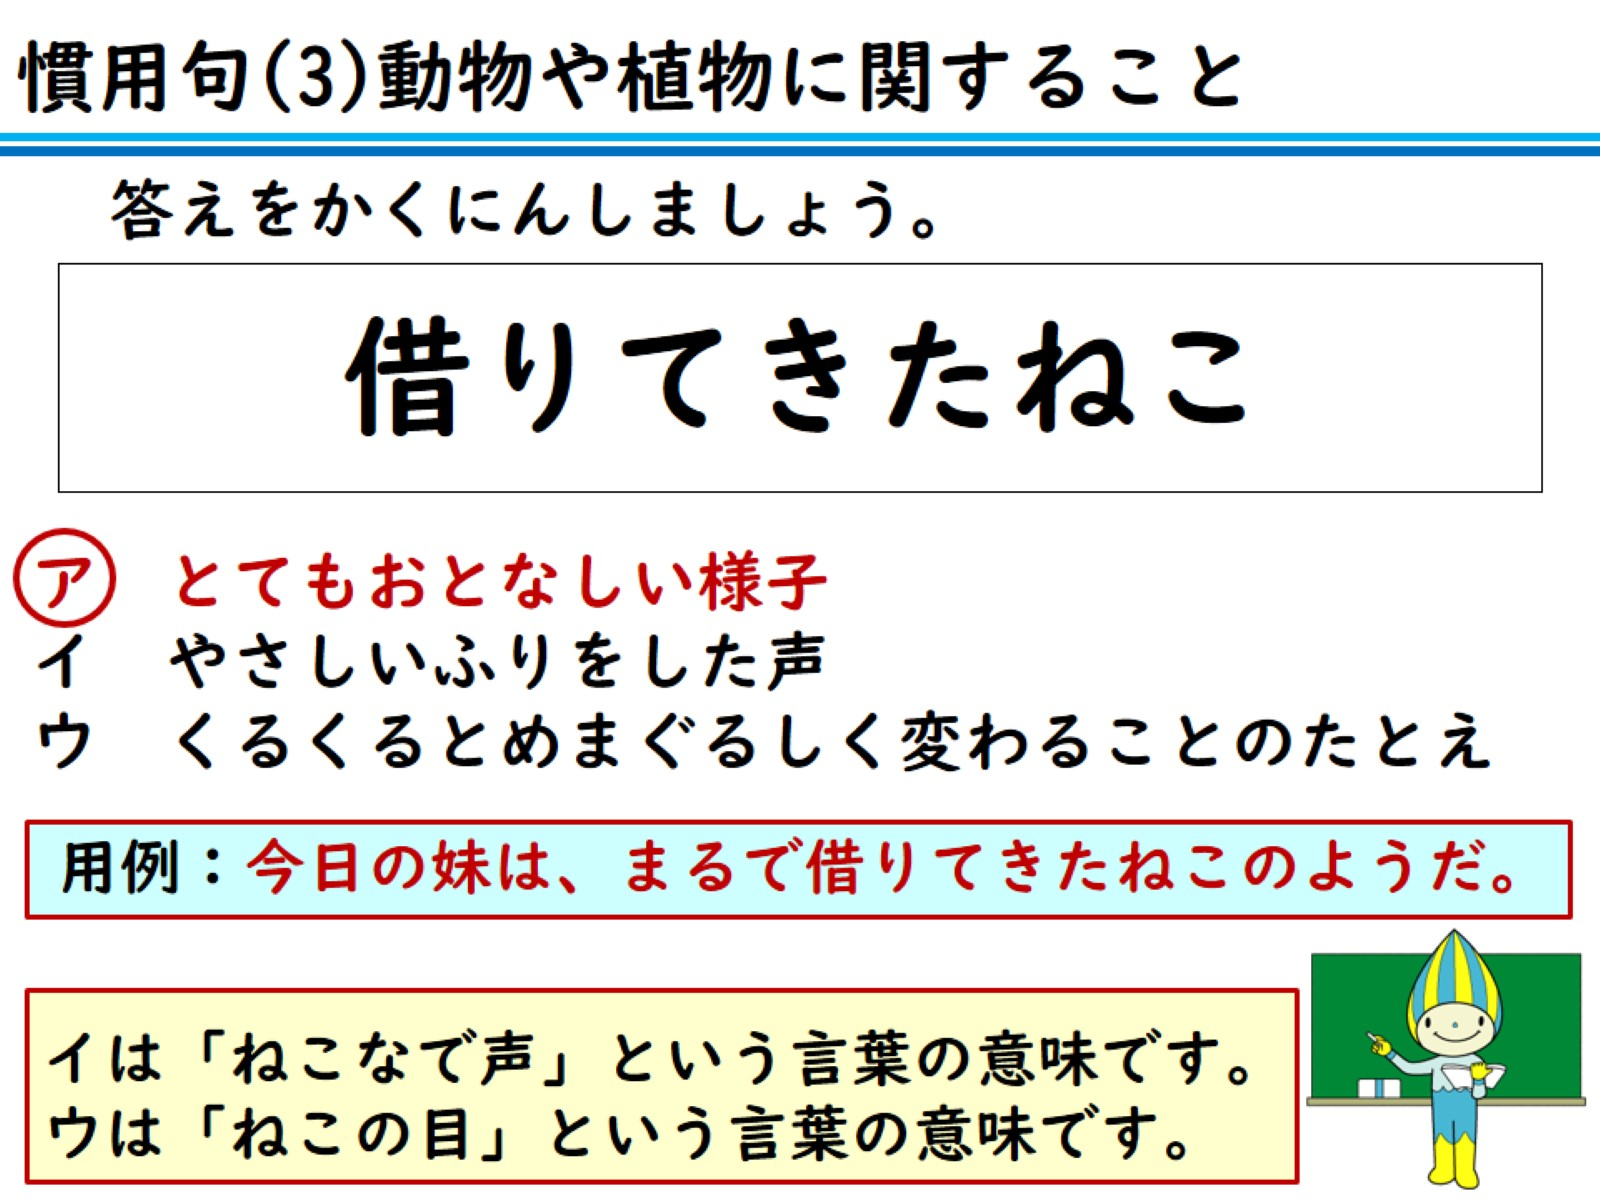 慣用句(3)動物や植物に関すること
答えをかくにんしましょう。
借りてきたねこ
ア　とてもおとなしい様子
イ　やさしいふりをした声
ウ　くるくるとめまぐるしく変わることのたとえ
用例：今日の妹は、まるで借りてきたねこのようだ。
イは「ねこなで声」という言葉の意味です。
ウは「ねこの目」という言葉の意味です。